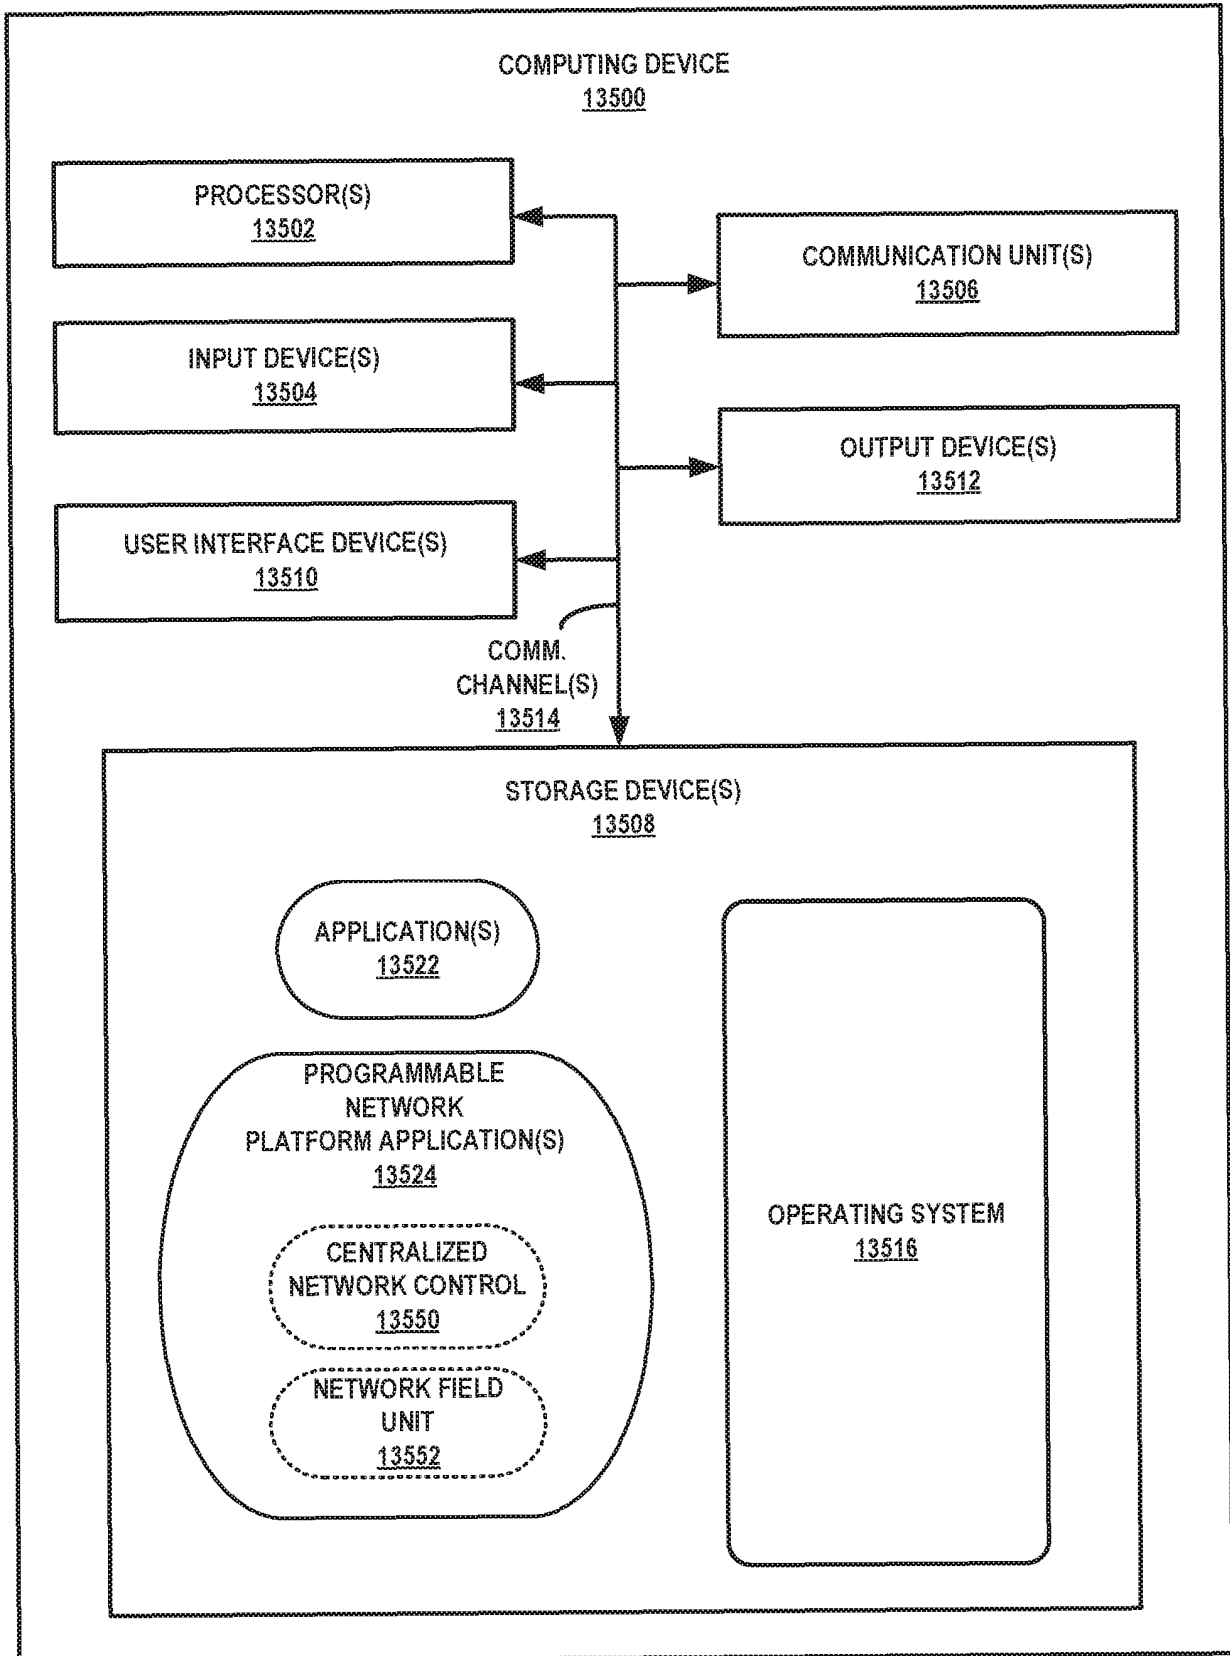 COMPUTING DEVICE
13500
PROCESSOR(S)
13502
COMMUNICATION UNIT(S)
13506
INPUT DEVICE(S)
13504
OUTPUT DEVICE(S)
13512
USER INTERFACE DEVICE(S)
13510
COMM.
CHANNEL(S)
13514
STORAGE DEVICE(S)
13508
APPLICATION(S)
13522
PROGRAMMABLE
NETWORK
PLATFORM APPLICATION(S)
13524
CENTRALIZED
NETWORK CONTROL
13550
NETWORK FIELD
UNIT
13552
OPERATING SYSTEM
13516